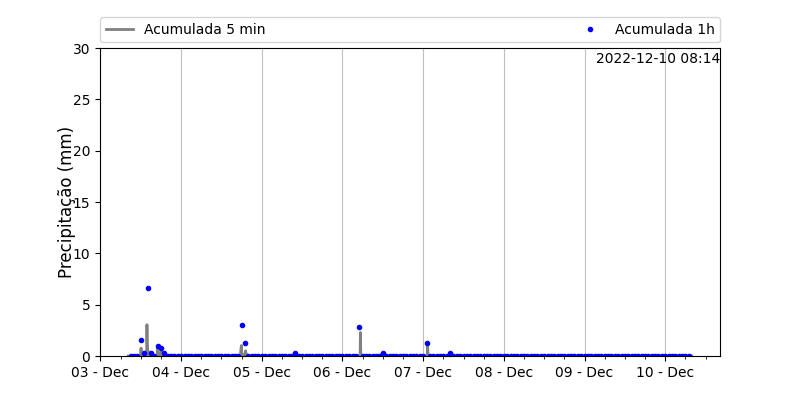 Acumulada 5 min
Acumulada 1h
2022-12-10 08:14
Precipitação (mm)
30
25
20
15
10
5
0
03 - Dec
04 - Dec
05 - Dec
06 - Dec
07 - Dec
08 - Dec
09 - Dec
10 - Dec